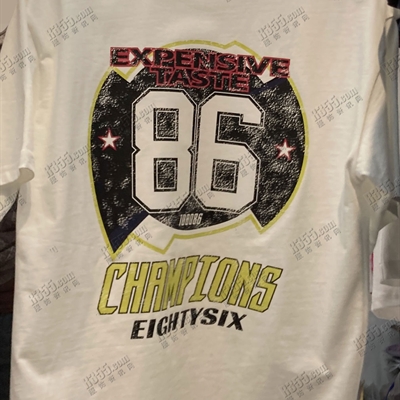 EXPENSIVE
TASTE
86
CHAMPIONS
EIGHTYSIX